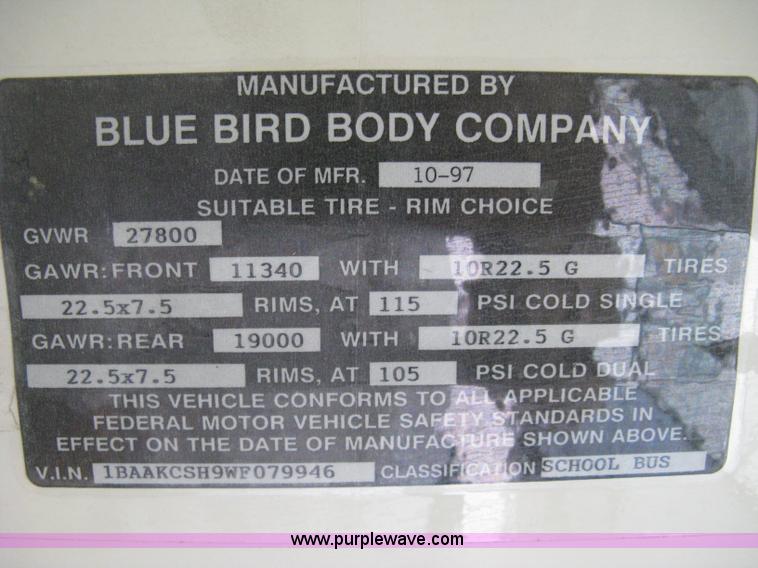 MANUFACTURED BY
BLUE BIRD BODY COMPANY
DATE OF MFR. 10-97
SUITABLE TIRE - RIM CHOICE
GVWR 27800
GAWR: FRONT 11340 WITH 10R22.5 G TIRES
22.5x7.5 RIMS, AT 115 PSI COLD SINGLE
GAWR: REAR 19000 WITH 10R22.5 G TIRES
22.5x7.5 RIMS, AT 105 PSI COLD DUAL
THIS VEHICLE CONFORMS TO ALL APPLICABLE
FEDERAL MOTOR VEHICLE SAFETY STANDARDS IN
EFFECT ON THE DATE OF MANUFACTURE SHOWN ABOVE.
V.I.N. 1BAAKCSH9WF079946 CLASSIFICATION SCHOOL BUS
www.purplewave.com